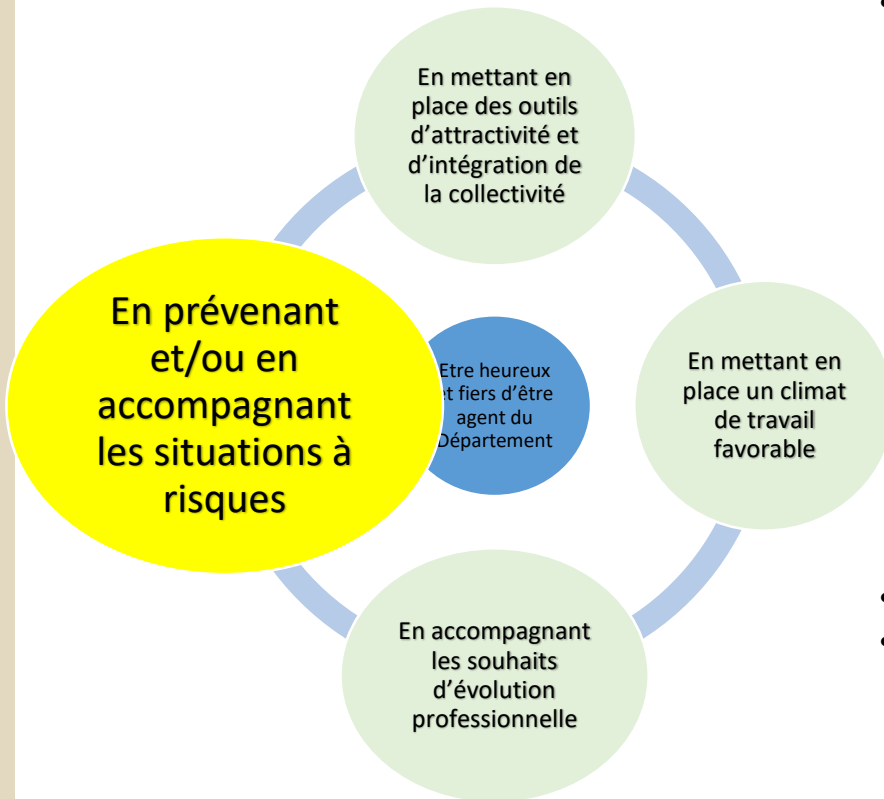 En mettant en
place des outils
d'attractivité et
d'intégration de
la collectivité
En prévenant
et/ou en
accompagnant
les situations à
risques
Etre heureux
et fiers d'être
agent du
Département
En mettant en
place un climat
de travail
favorable
En accompagnant
les souhaits
d'évolution
professionnelle